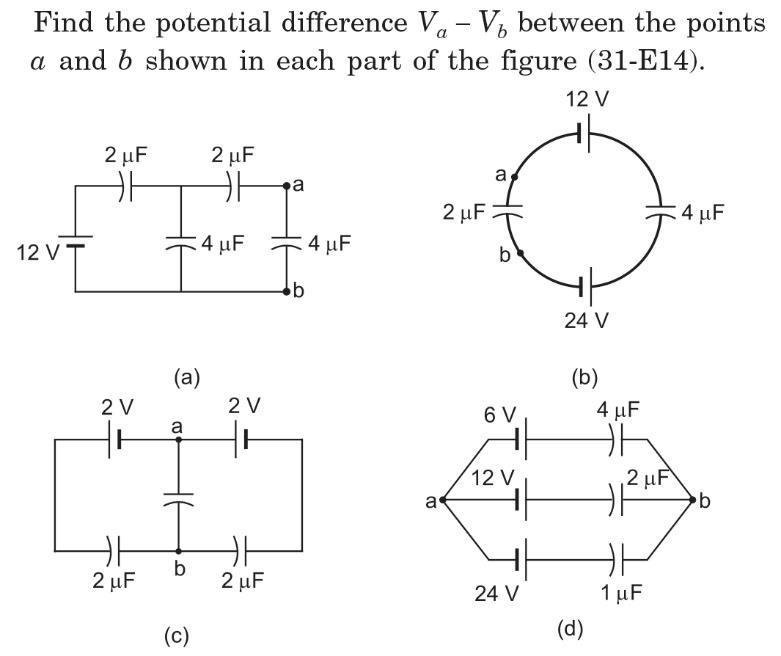 Find the potential difference Va – Vb between the points
a and b shown in each part of the figure (31-E14).
2 μF 2 μF
a
12 V 4 μF 4 μF
b
(a)
12 V
a
2 μF 4 μF
b
24 V
(b)
2 V 2 V
a
b
2 μF 2 μF
(c)
6 V 4 μF
12 V 2 μF
a b
24 V 1 μF
(d)